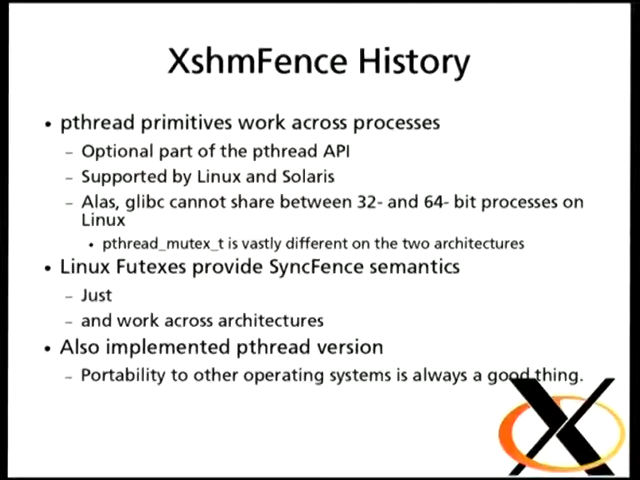 XshmFence History
• pthread primitives work across processes
– Optional part of the pthread API
– Supported by Linux and Solaris
– Alas, glibc cannot share between 32- and 64- bit processes on
Linux
• pthread_mutex_t is vastly different on the two architectures
• Linux Futexes provide SyncFence semantics
– Just
– and work across architectures
• Also implemented pthread version
– Portability to other operating systems is always a good thing.